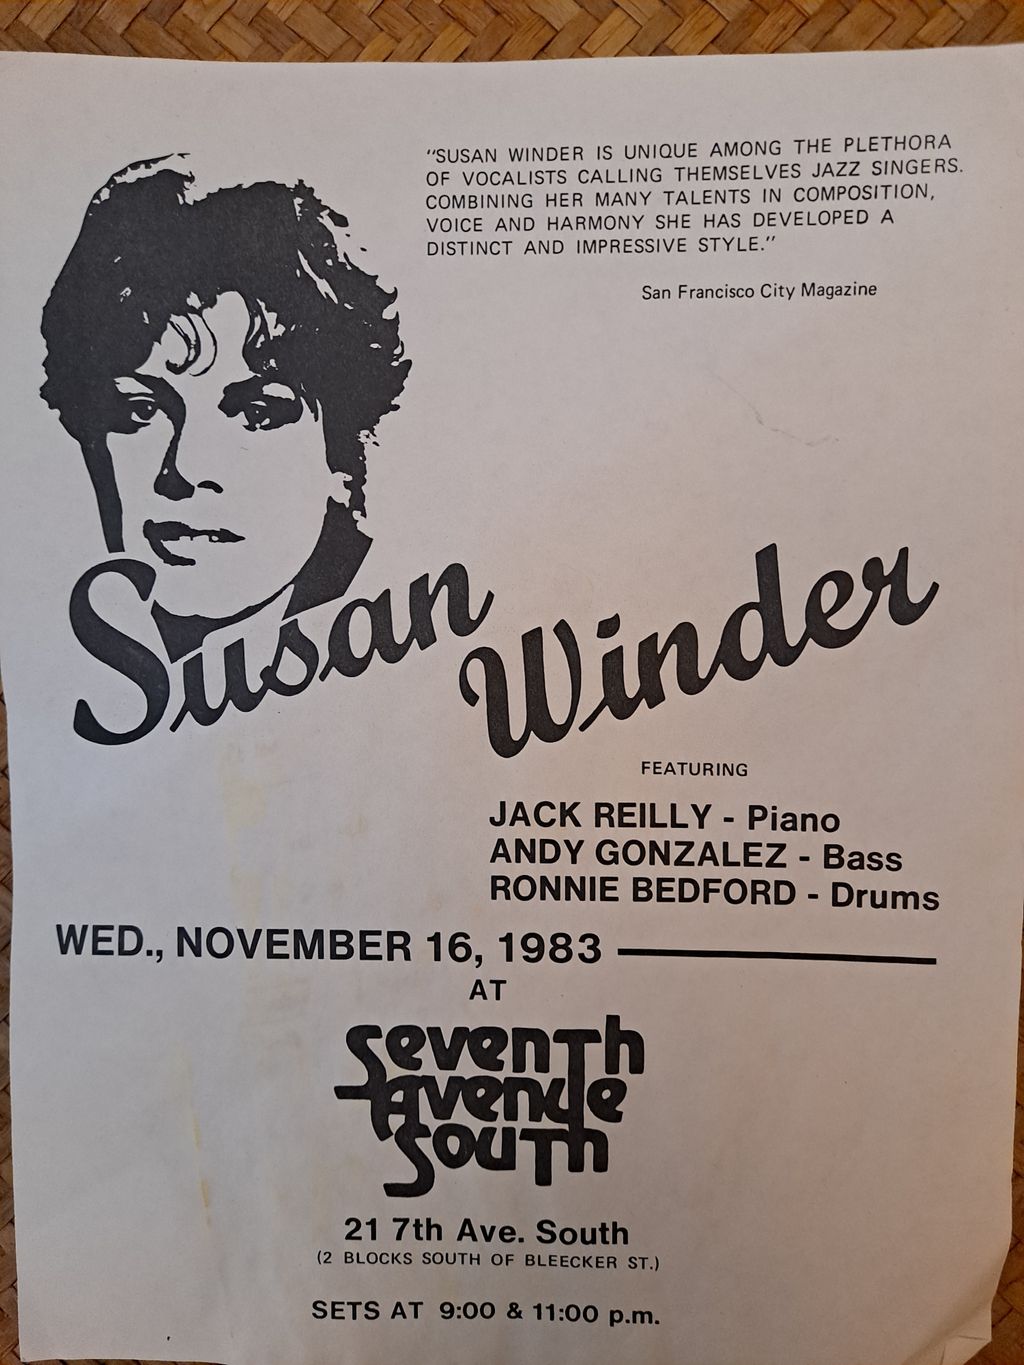 "SUSAN WINDER IS UNIQUE AMONG THE PLETHORA
OF VOCALISTS CALLING THEMSELVES JAZZ SINGERS.
COMBINING HER MANY TALENTS IN COMPOSITION,
VOICE AND HARMONY SHE HAS DEVELOPED A
DISTINCT AND IMPRESSIVE STYLE."
San Francisco City Magazine
Susan Winder
FEATURING
JACK REILLY - Piano
ANDY GONZALEZ - Bass
RONNIE BEDFORD - Drums
WED., NOVEMBER 16, 1983
AT
Seventh
Avenue
South
21 7th Ave. South
(2 BLOCKS SOUTH OF BLEECKER ST.)
SETS AT 9:00 & 11:00 p.m.